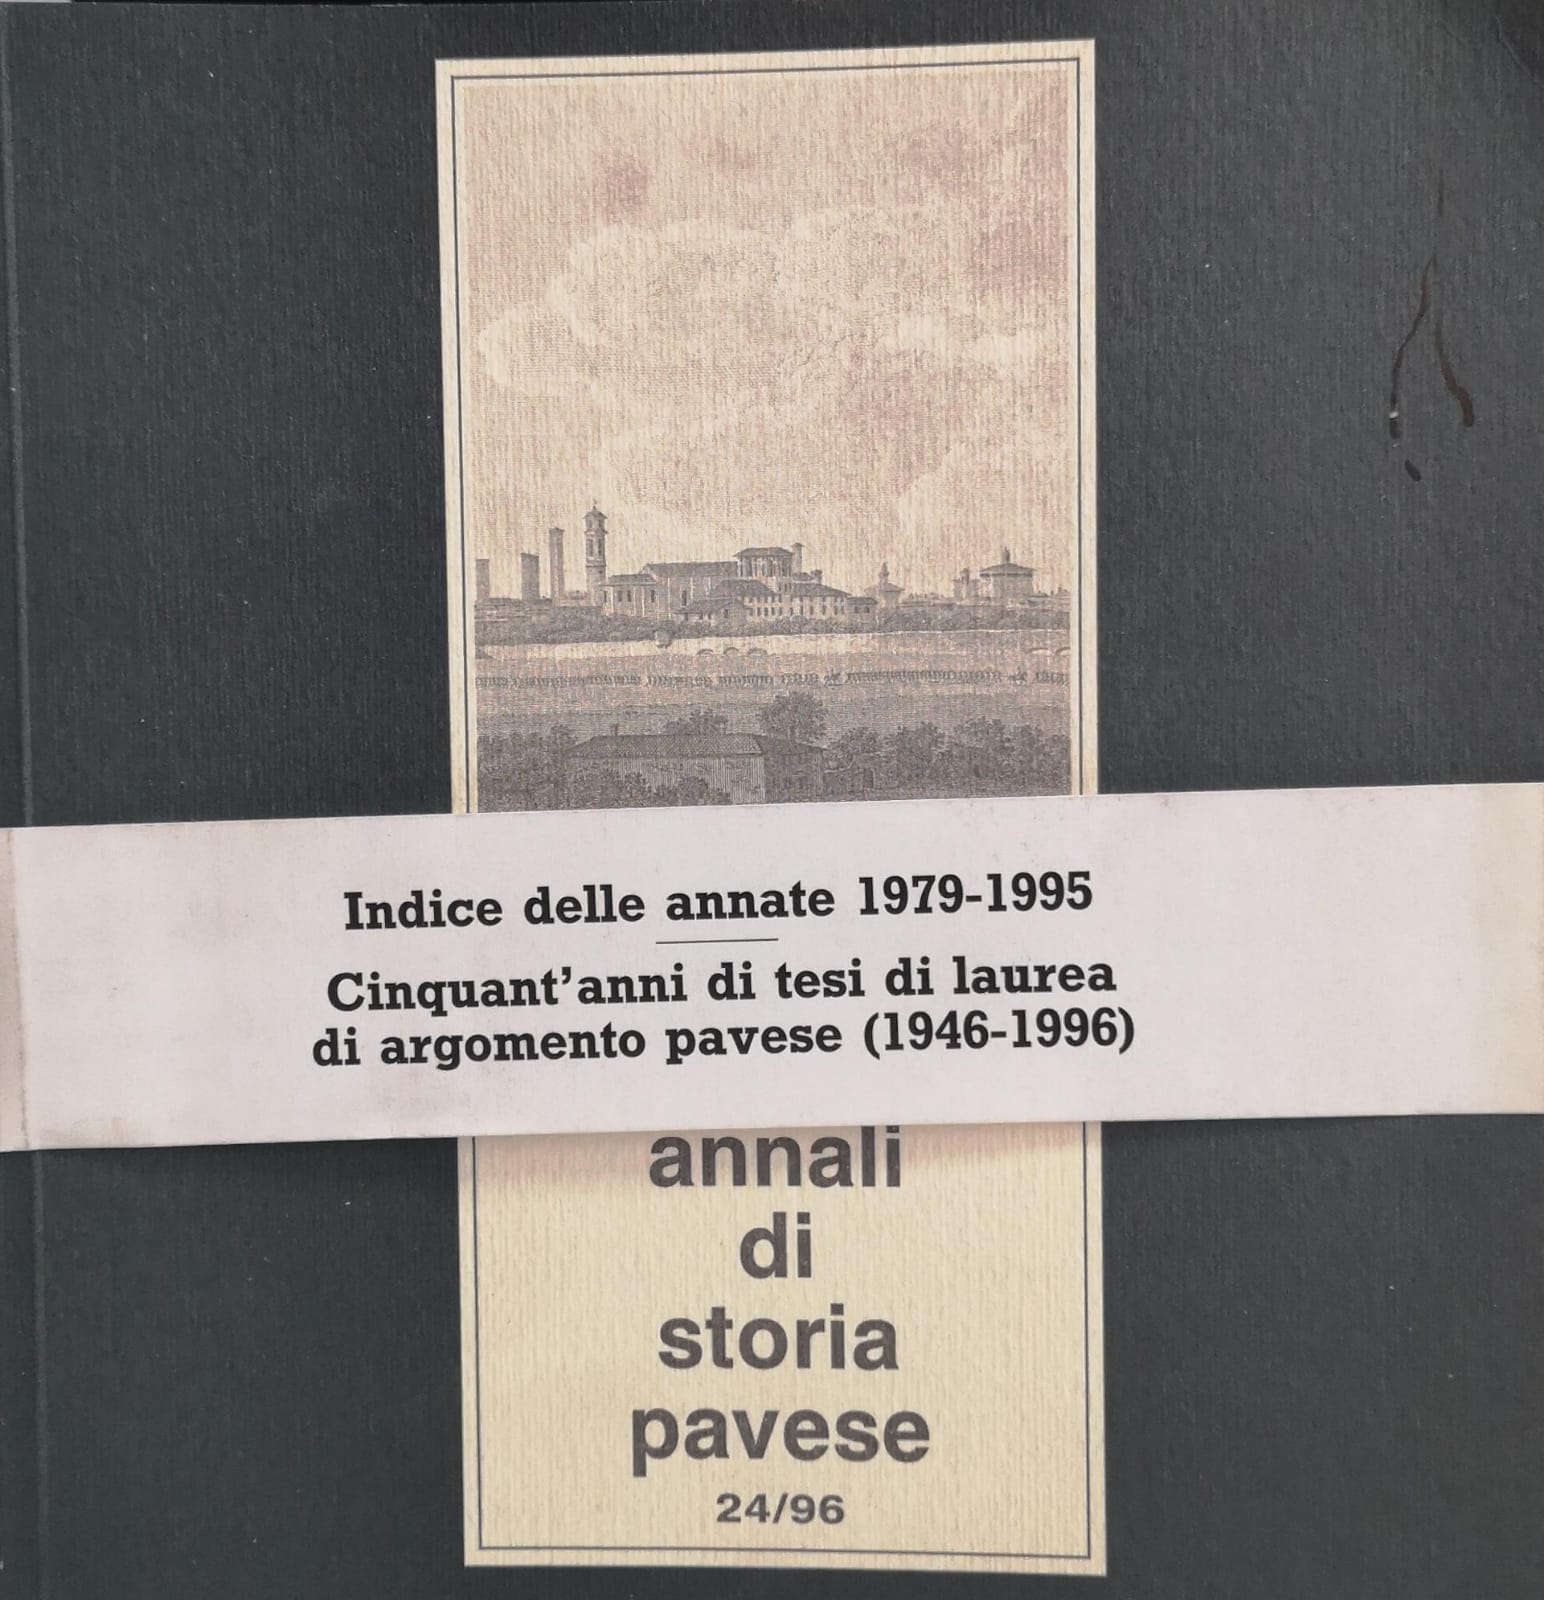 Indice delle annate 1979-1995
Cinquant'anni di tesi di laurea
di argomento pavese (1946-1996)
annali
di
storia
pavese
24/96